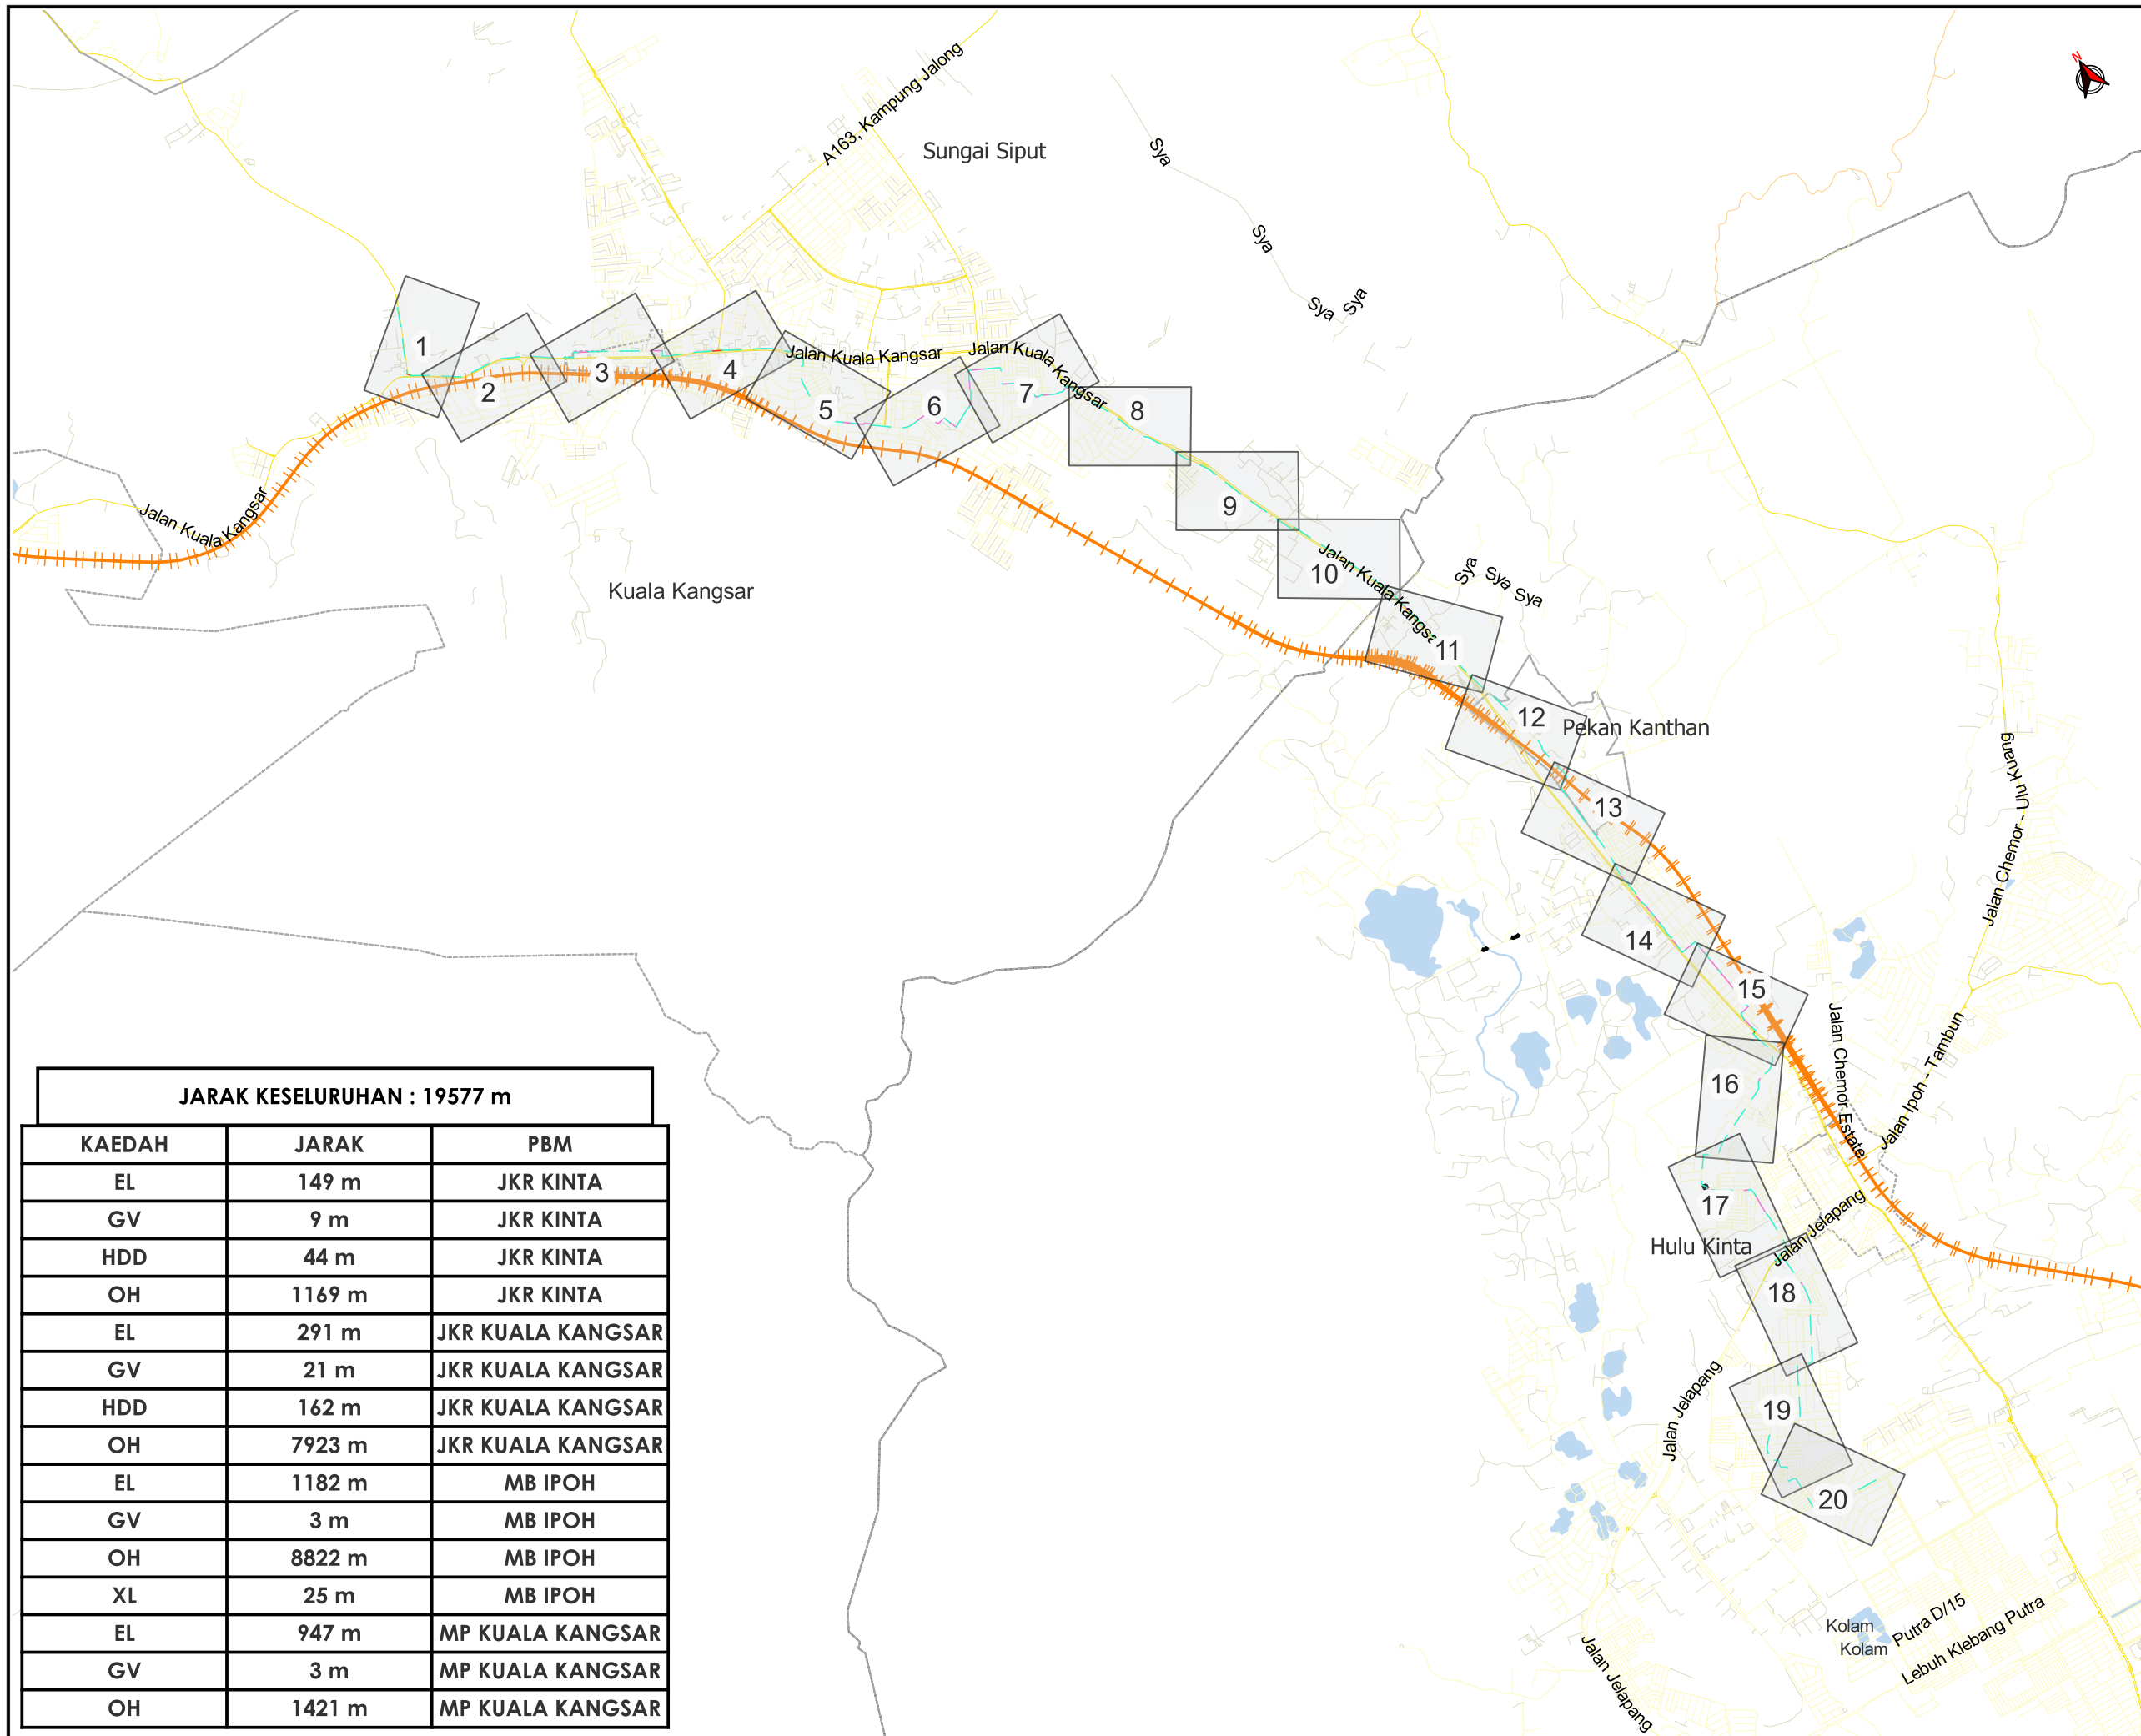 N
A163, Kampung Jalong
Sungai Siput
Sya
Sya
Sya
Sya
1
2
3
4
Jalan Kuala Kangsar
Jalan Kuala Kangsar
5
6
7
8
9
10
Jalan Kuala Kangsar
Jalan Kuala Kangsar
Kuala Kangsar
Sya
Sya
Sya
11
12
Pekan Kanthan
13
14
15
16
17
18
19
20
Jalan Chemor - Ulu Kuang
Jalan Chemor Estate
Jalan Ipoh - Tambun
Jalan Jelapang
Hulu Kinta
Jalan Jelapang
Jalan Jelapang
Kolam
Kolam
Putra D/15
Lebuh Klebang Putra
JARAK KESELURUHAN : 19577 m
KAEDAH JARAK PBM
EL 149 m JKR KINTA
GV 9 m JKR KINTA
HDD 44 m JKR KINTA
OH 1169 m JKR KINTA
EL 291 m JKR KUALA KANGSAR
GV 21 m JKR KUALA KANGSAR
HDD 162 m JKR KUALA KANGSAR
OH 7923 m JKR KUALA KANGSAR
EL 1182 m MB IPOH
GV 3 m MB IPOH
OH 8822 m MB IPOH
XL 25 m MB IPOH
EL 947 m MP KUALA KANGSAR
GV 3 m MP KUALA KANGSAR
OH 1421 m MP KUALA KANGSAR